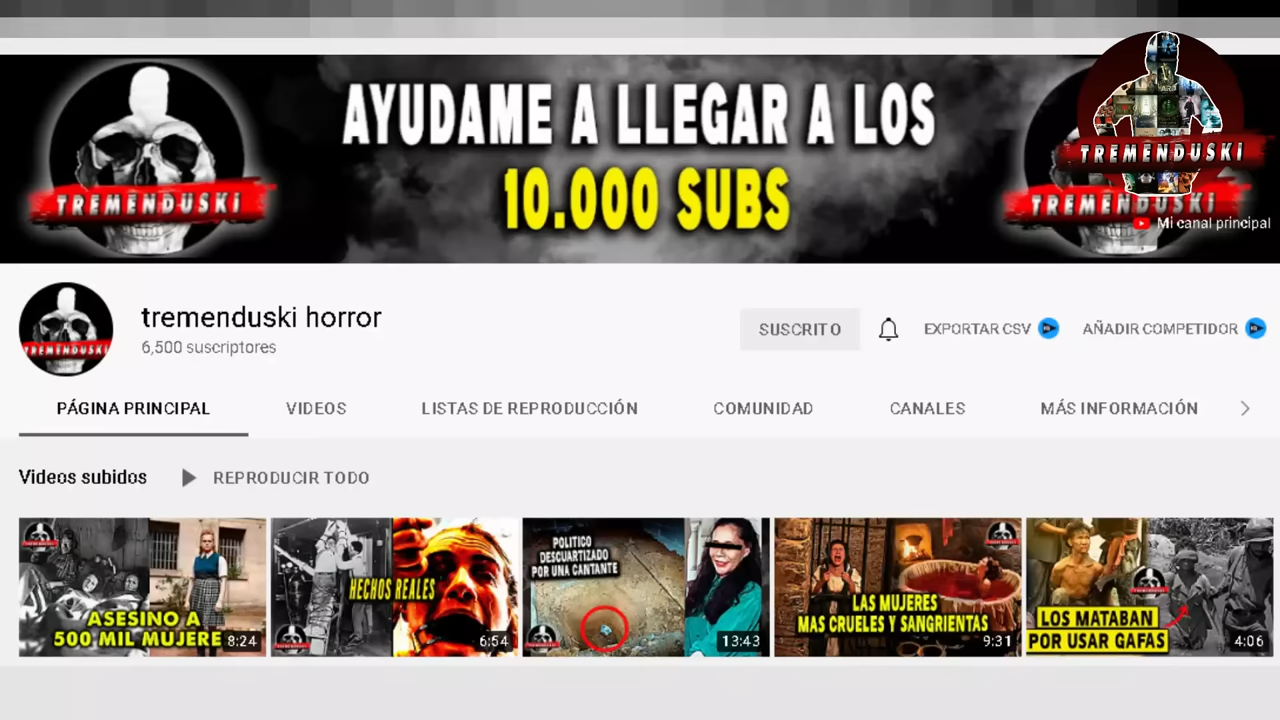 AYUDAME A LLEGAR A LOS
10.000 SUBS
TREMENDUSKI
TREMENDUSKI
TREMENDUSKI
Mi canal principal
tremenduski horror
6,500 suscriptores
TREMENDUSKI
SUSCRITO
EXPORTAR CSV
AÑADIR COMPETIDOR
PÁGINA PRINCIPAL
VIDEOS
LISTAS DE REPRODUCCIÓN
COMUNIDAD
CANALES
MÁS INFORMACIÓN
Videos subidos
REPRODUCIR TODO
ASESINO A
500 MIL MUJERE
8:24
HECHOS REALES
6:54
POLITICO
DESCUARTIZADO
POR UNA CANTANTE
13:43
LAS MUJERES
MAS CRUELES Y SANGRIENTAS
9:31
LOS MATABAN
POR USAR GAFAS
4:06